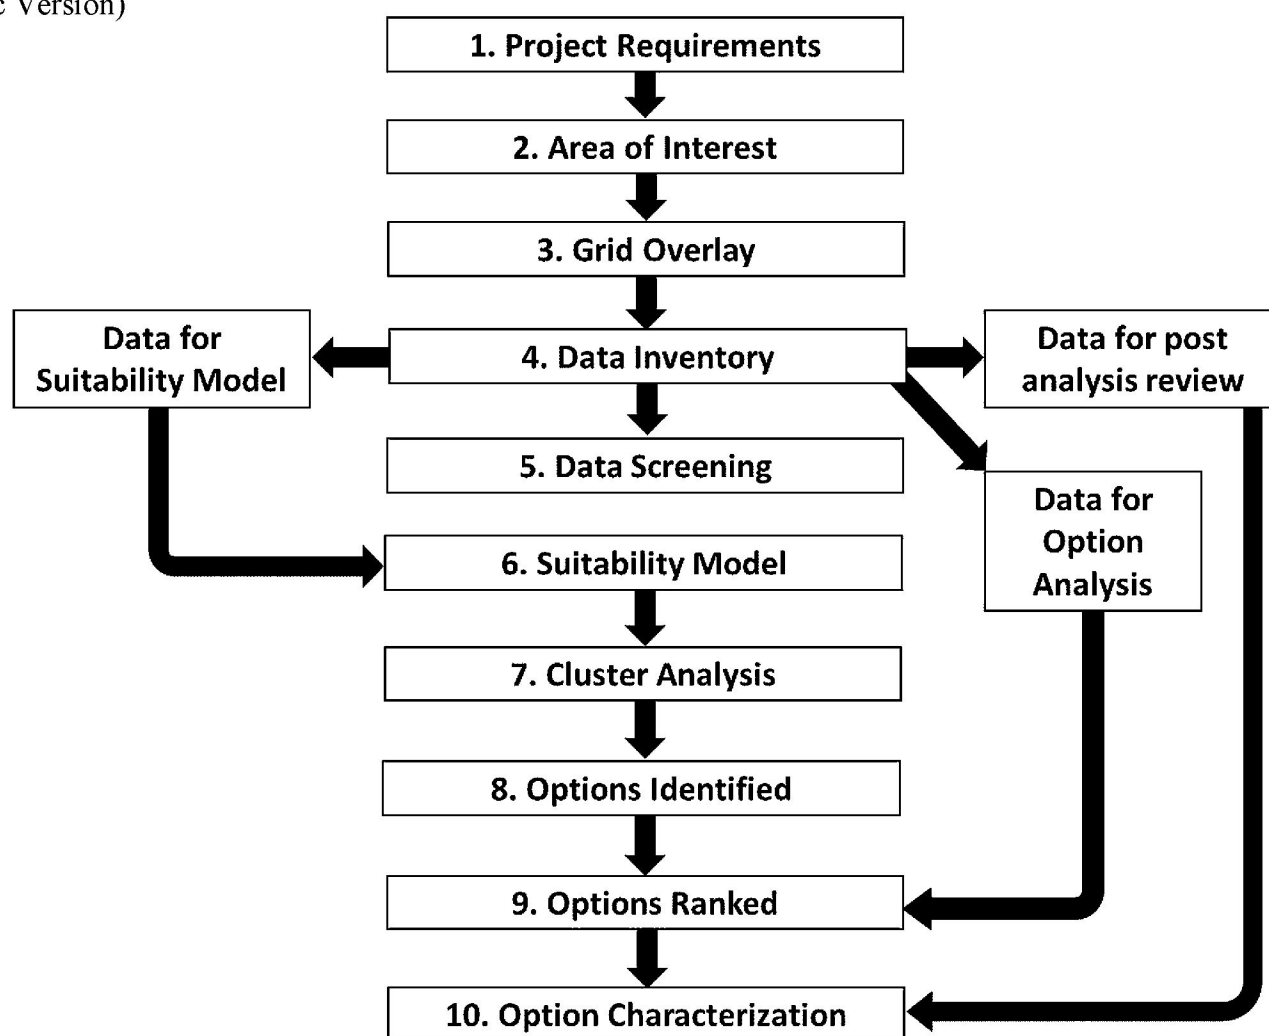 c Version)
1. Project Requirements
2. Area of Interest
3. Grid Overlay
Data for
Suitability Model
4. Data Inventory
Data for post
analysis review
5. Data Screening
Data for
Option
Analysis
6. Suitability Model
7. Cluster Analysis
8. Options Identified
9. Options Ranked
10. Option Characterization